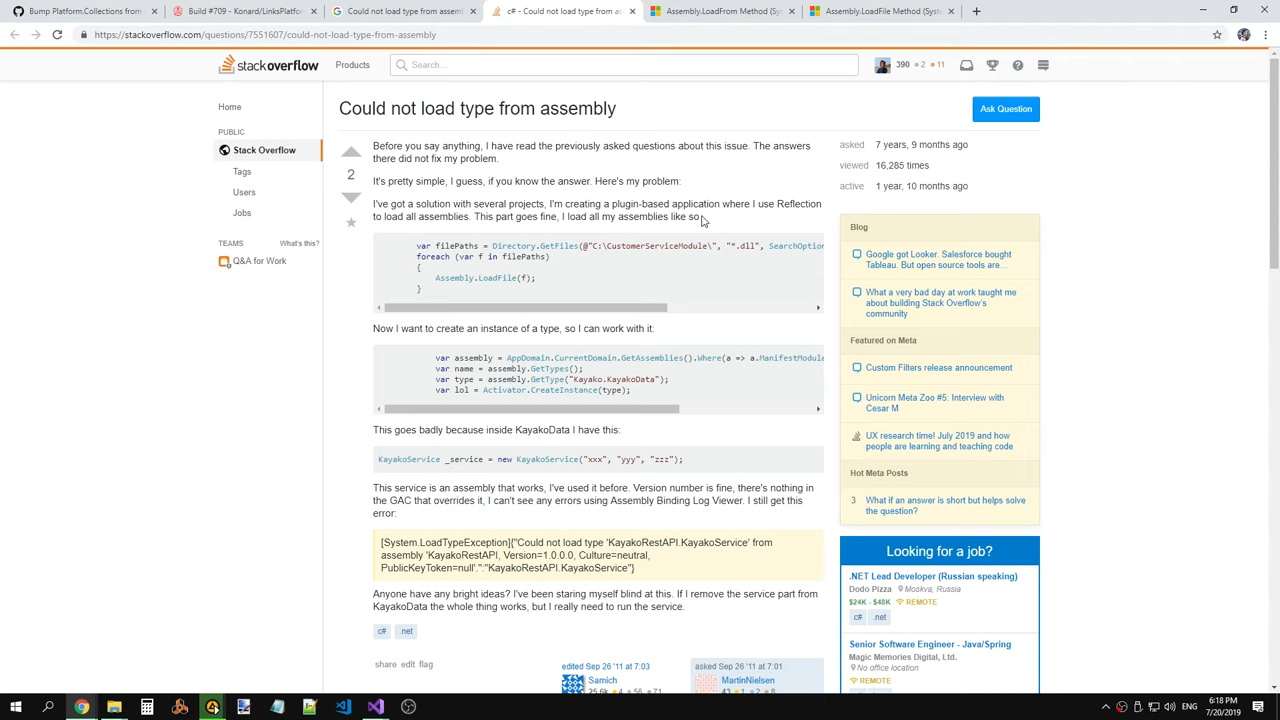 Bump Platform.Collections from
Build #709 - Konard/LinksPlatform
Could not load type from assemb
c# - Could not load type from as
Assembly.LoadFrom Method (Syst
Assembly.LoadFile Method (Syste
https://stackoverflow.com/questions/7551607/could-not-load-type-from-assembly
stackoverflow
Products
Search...
390 2 11
Home
PUBLIC
Stack Overflow
Tags
Users
Jobs
TEAMS What's this?
Q&A for Work
Could not load type from assembly
Ask Question
Before you say anything, I have read the previously asked questions about this issue. The answers
there did not fix my problem.
2
It's pretty simple, I guess, if you know the answer. Here's my problem:
I've got a solution with several projects, I'm creating a plugin-based application where I use Reflection
to load all assemblies. This part goes fine, I load all my assemblies like so
var filePaths = Directory.GetFiles(@"C:\CustomerServiceModule\", "*.dll", SearchOption
foreach (var f in filePaths)
{
Assembly.LoadFile(f);
}
Now I want to create an instance of a type, so I can work with it:
var assembly = AppDomain.CurrentDomain.GetAssemblies().Where(a => a.ManifestModule
var name = assembly.GetTypes();
var type = assembly.GetType("Kayako.KayakoData");
var lol = Activator.CreateInstance(type);
This goes badly because inside KayakoData I have this:
KayakoService _service = new KayakoService("xxx", "yyy", "zzz");
This service is an assembly that works, I've used it before. Version number is fine, there's nothing in
the GAC that overrides it, I can't see any errors using Assembly Binding Log Viewer. I still get this
error:
[System.LoadTypeException]{"Could not load type 'KayakoRestAPI.KayakoService' from
assembly 'KayakoRestAPI, Version=1.0.0.0, Culture=neutral,
PublicKeyToken=null'.":"KayakoRestAPI.KayakoService"}
Anyone have any bright ideas? I've been staring myself blind at this. If I remove the service part from
KayakoData the whole thing works, but I really need to run the service.
c# .net
share edit flag
edited Sep 26 '11 at 7:03
Samich
25.6k 4 56 71
asked Sep 26 '11 at 7:01
MartinNielsen
43 1 2 8
asked 7 years, 9 months ago
viewed 16,285 times
active 1 year, 10 months ago
Blog
Google got Looker. Salesforce bought
Tableau. But open source tools are…
What a very bad day at work taught me
about building Stack Overflow's
community
Featured on Meta
Custom Filters release announcement
Unicorn Meta Zoo #5: Interview with
Cesar M
UX research time! July 2019 and how
people are learning and teaching code
Hot Meta Posts
3 What if an answer is short but helps solve
the question?
Looking for a job?
.NET Lead Developer (Russian speaking)
Dodo Pizza Moskva, Russia
$24K - $48K REMOTE
c# .net
Senior Software Engineer - Java/Spring
Magic Memories Digital, Ltd.
No office location
REMOTE
ENG
6:18 PM
7/20/2019